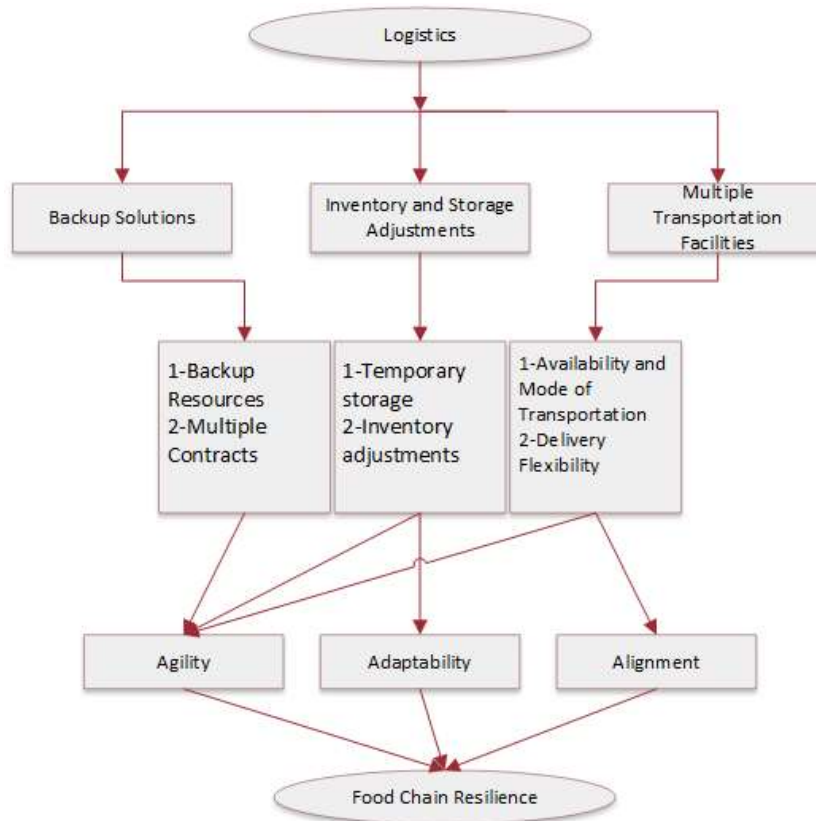 Logistics
Backup Solutions
Inventory and Storage
Adjustments
Multiple
Transportation
Facilities
1-Backup
Resources
2-Multiple
Contracts
1-Temporary
storage
2-Inventory
adjustments
1-Availability and
Mode of
Transportation
2-Delivery
Flexibility
Agility
Adaptability
Alignment
Food Chain Resilience